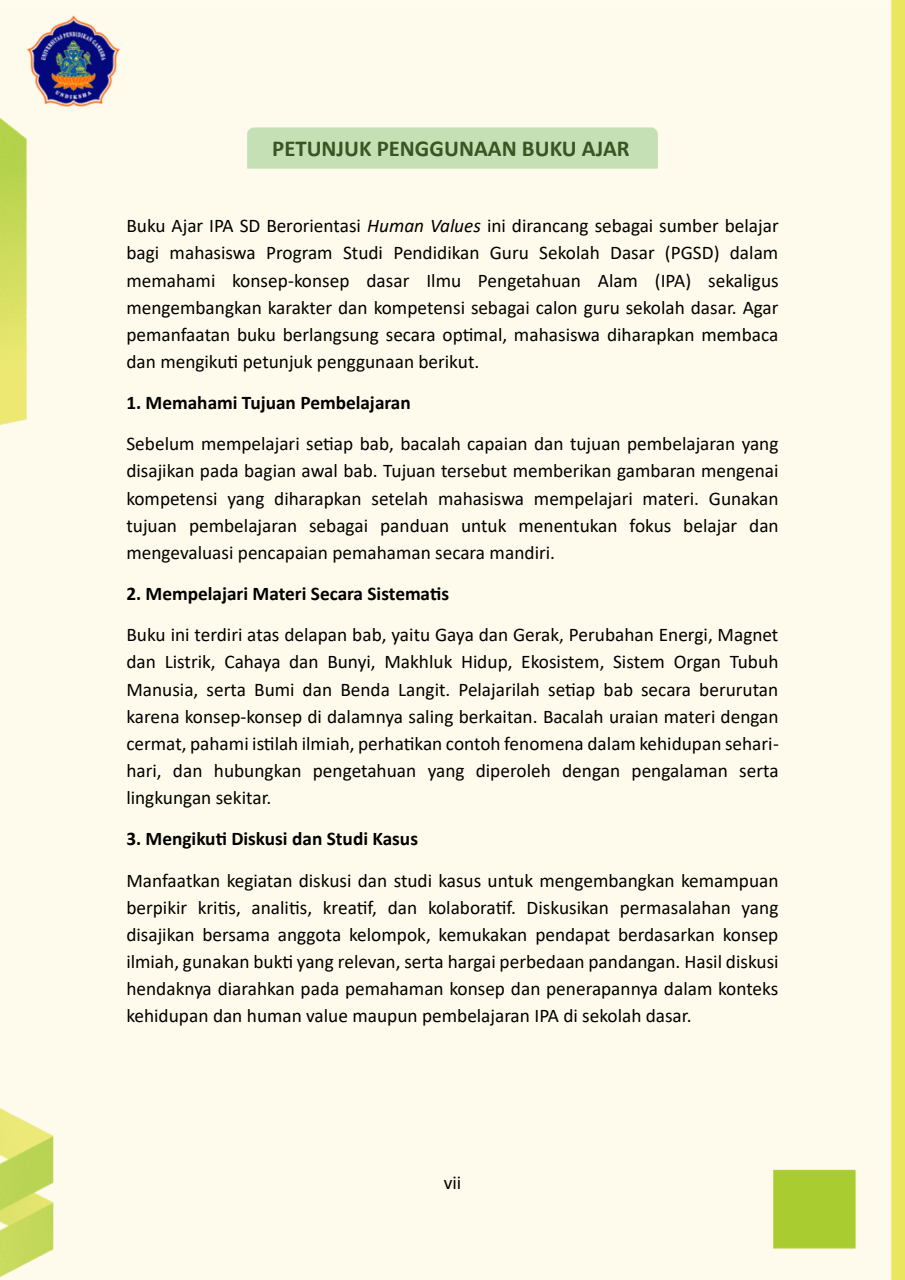 UNIVERSITAS PENDIDIKAN GANESHA
UNDIKSHA
PETUNJUK PENGGUNAAN BUKU AJAR
Buku Ajar IPA SD Berorientasi Human Values ini dirancang sebagai sumber belajar
bagi mahasiswa Program Studi Pendidikan Guru Sekolah Dasar (PGSD) dalam
memahami konsep-konsep dasar Ilmu Pengetahuan Alam (IPA) sekaligus
mengembangkan karakter dan kompetensi sebagai calon guru sekolah dasar. Agar
pemanfaatan buku berlangsung secara optimal, mahasiswa diharapkan membaca
dan mengikuti petunjuk penggunaan berikut.
1. Memahami Tujuan Pembelajaran
Sebelum mempelajari setiap bab, bacalah capaian dan tujuan pembelajaran yang
disajikan pada bagian awal bab. Tujuan tersebut memberikan gambaran mengenai
kompetensi yang diharapkan setelah mahasiswa mempelajari materi. Gunakan
tujuan pembelajaran sebagai panduan untuk menentukan fokus belajar dan
mengevaluasi pencapaian pemahaman secara mandiri.
2. Mempelajari Materi Secara Sistematis
Buku ini terdiri atas delapan bab, yaitu Gaya dan Gerak, Perubahan Energi, Magnet
dan Listrik, Cahaya dan Bunyi, Makhluk Hidup, Ekosistem, Sistem Organ Tubuh
Manusia, serta Bumi dan Benda Langit. Pelajarilah setiap bab secara berurutan
karena konsep-konsep di dalamnya saling berkaitan. Bacalah uraian materi dengan
cermat, pahami istilah ilmiah, perhatikan contoh fenomena dalam kehidupan sehari-
hari, dan hubungkan pengetahuan yang diperoleh dengan pengalaman serta
lingkungan sekitar.
3. Mengikuti Diskusi dan Studi Kasus
Manfaatkan kegiatan diskusi dan studi kasus untuk mengembangkan kemampuan
berpikir kritis, analitis, kreatif, dan kolaboratif. Diskusikan permasalahan yang
disajikan bersama anggota kelompok, kemukakan pendapat berdasarkan konsep
ilmiah, gunakan bukti yang relevan, serta hargai perbedaan pandangan. Hasil diskusi
hendaknya diarahkan pada pemahaman konsep dan penerapannya dalam konteks
kehidupan dan human value maupun pembelajaran IPA di sekolah dasar.
vii